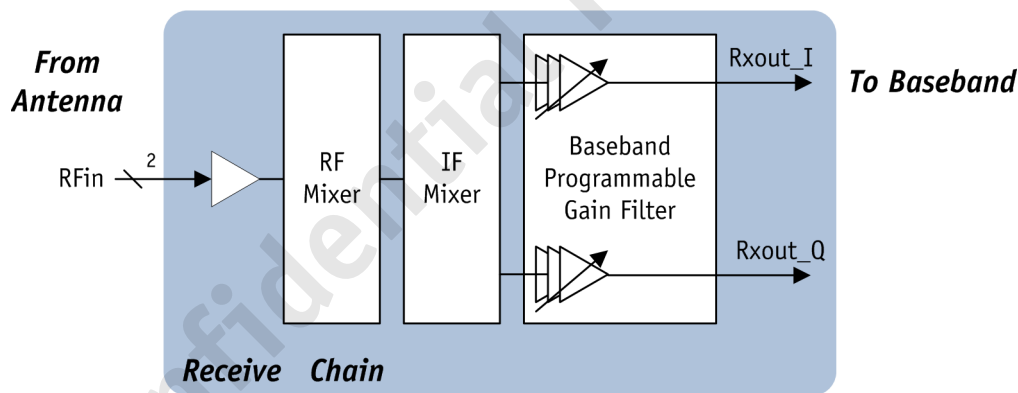 From
Antenna
RFin
2
RF
Mixer
IF
Mixer
Baseband
Programmable
Gain Filter
Rxout_I
Rxout_Q
To Baseband
Receive Chain